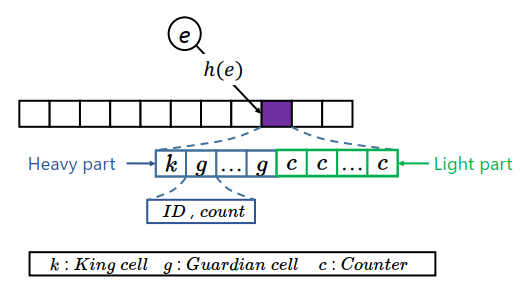 e
h(e)
Heavy part k g ... g c c ... c Light part
ID , count
k : King cell g : Guardian cell c : Counter